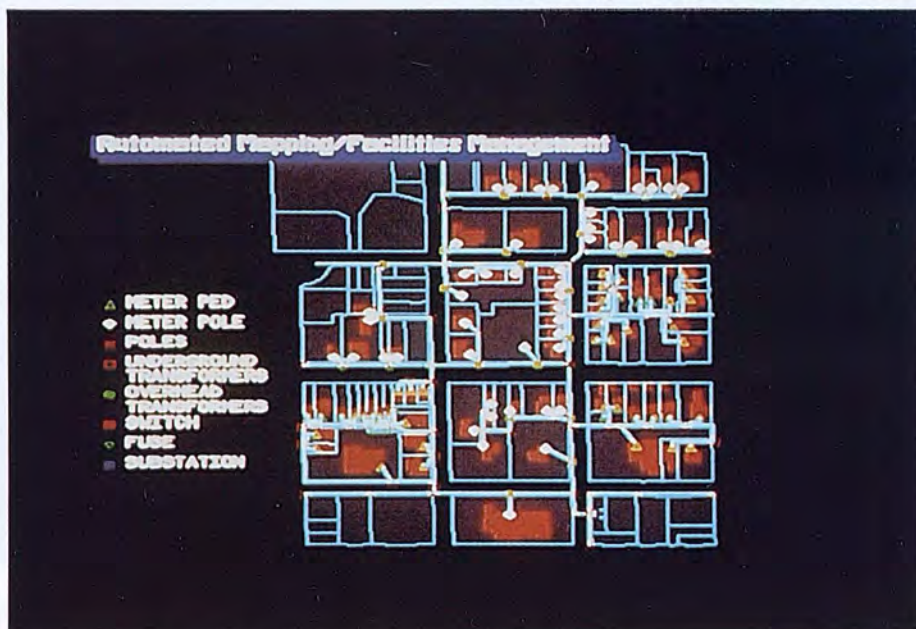 Automated Mapping/Facilities Management
METER PED
METER POLE
POLES
UNDERGROUND
TRANSFORMERS
OVERHEAD
TRANSFORMERS
SWITCH
FUSE
SUBSTATION